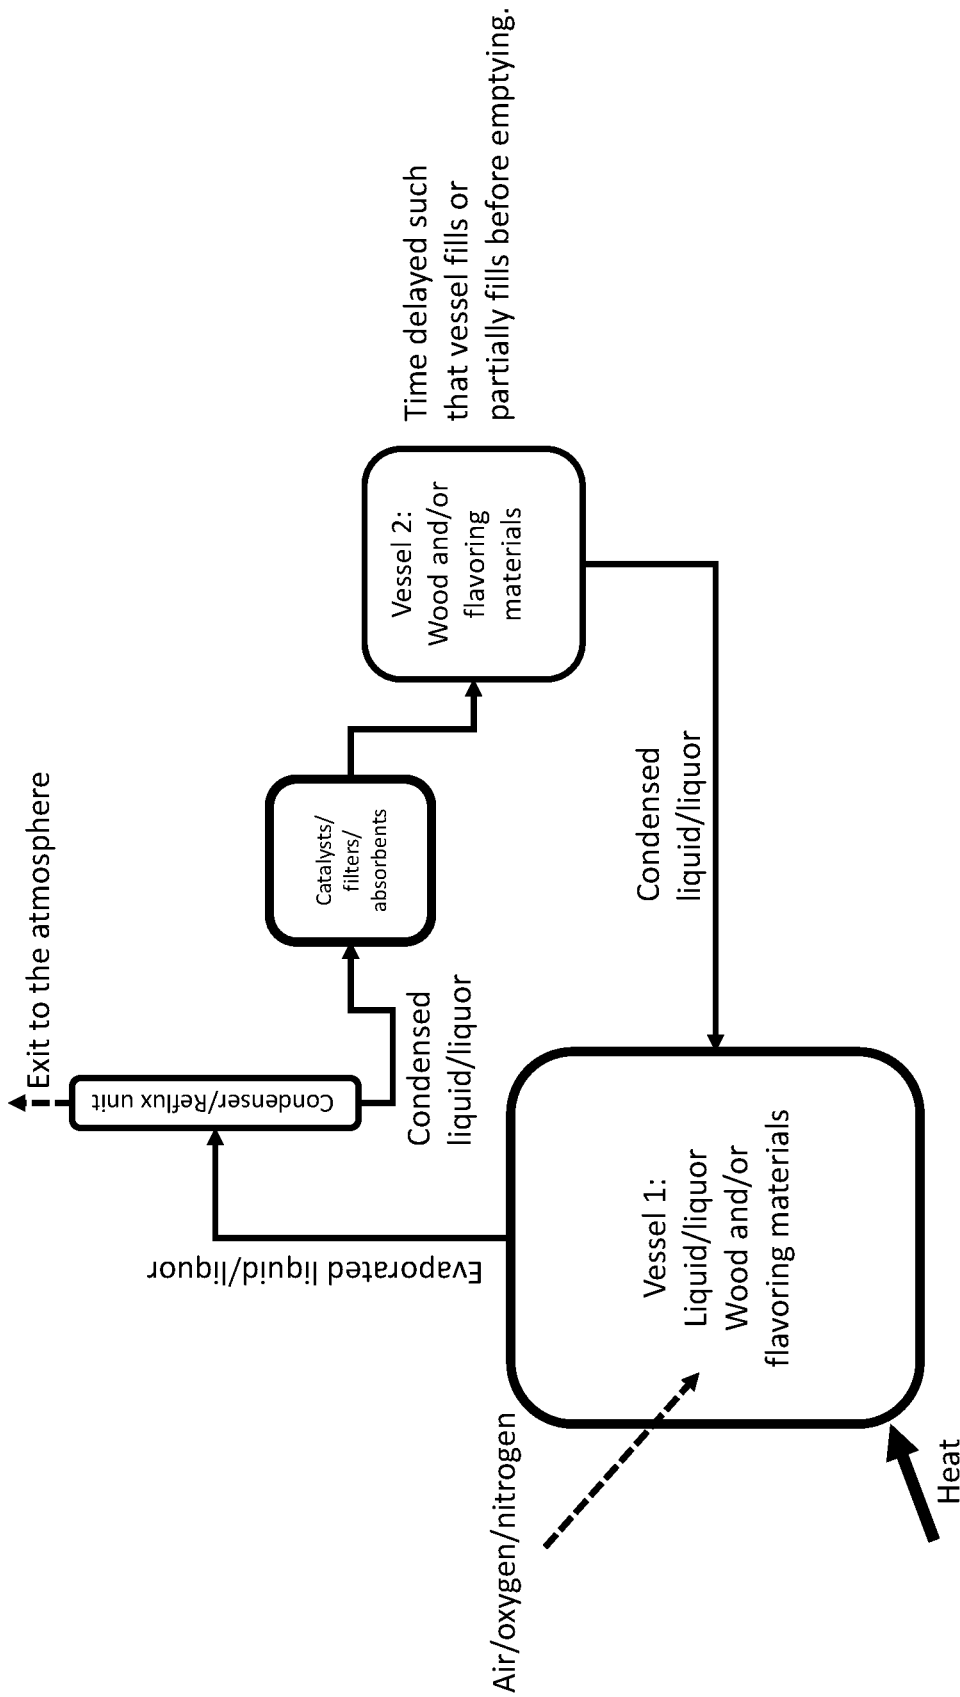 Exit to the atmosphere
Condenser/Reflux unit
Evaporated liquid/liquor
Condensed
liquid/liquor
Catalysts/
filters/
absorbents
Vessel 2:
Wood and/or
flavoring
materials
Time delayed such
that vessel fills or
partially fills before emptying.
Condensed
liquid/liquor
Air/oxygen/nitrogen
Vessel 1:
Liquid/liquor
Wood and/or
flavoring materials
Heat